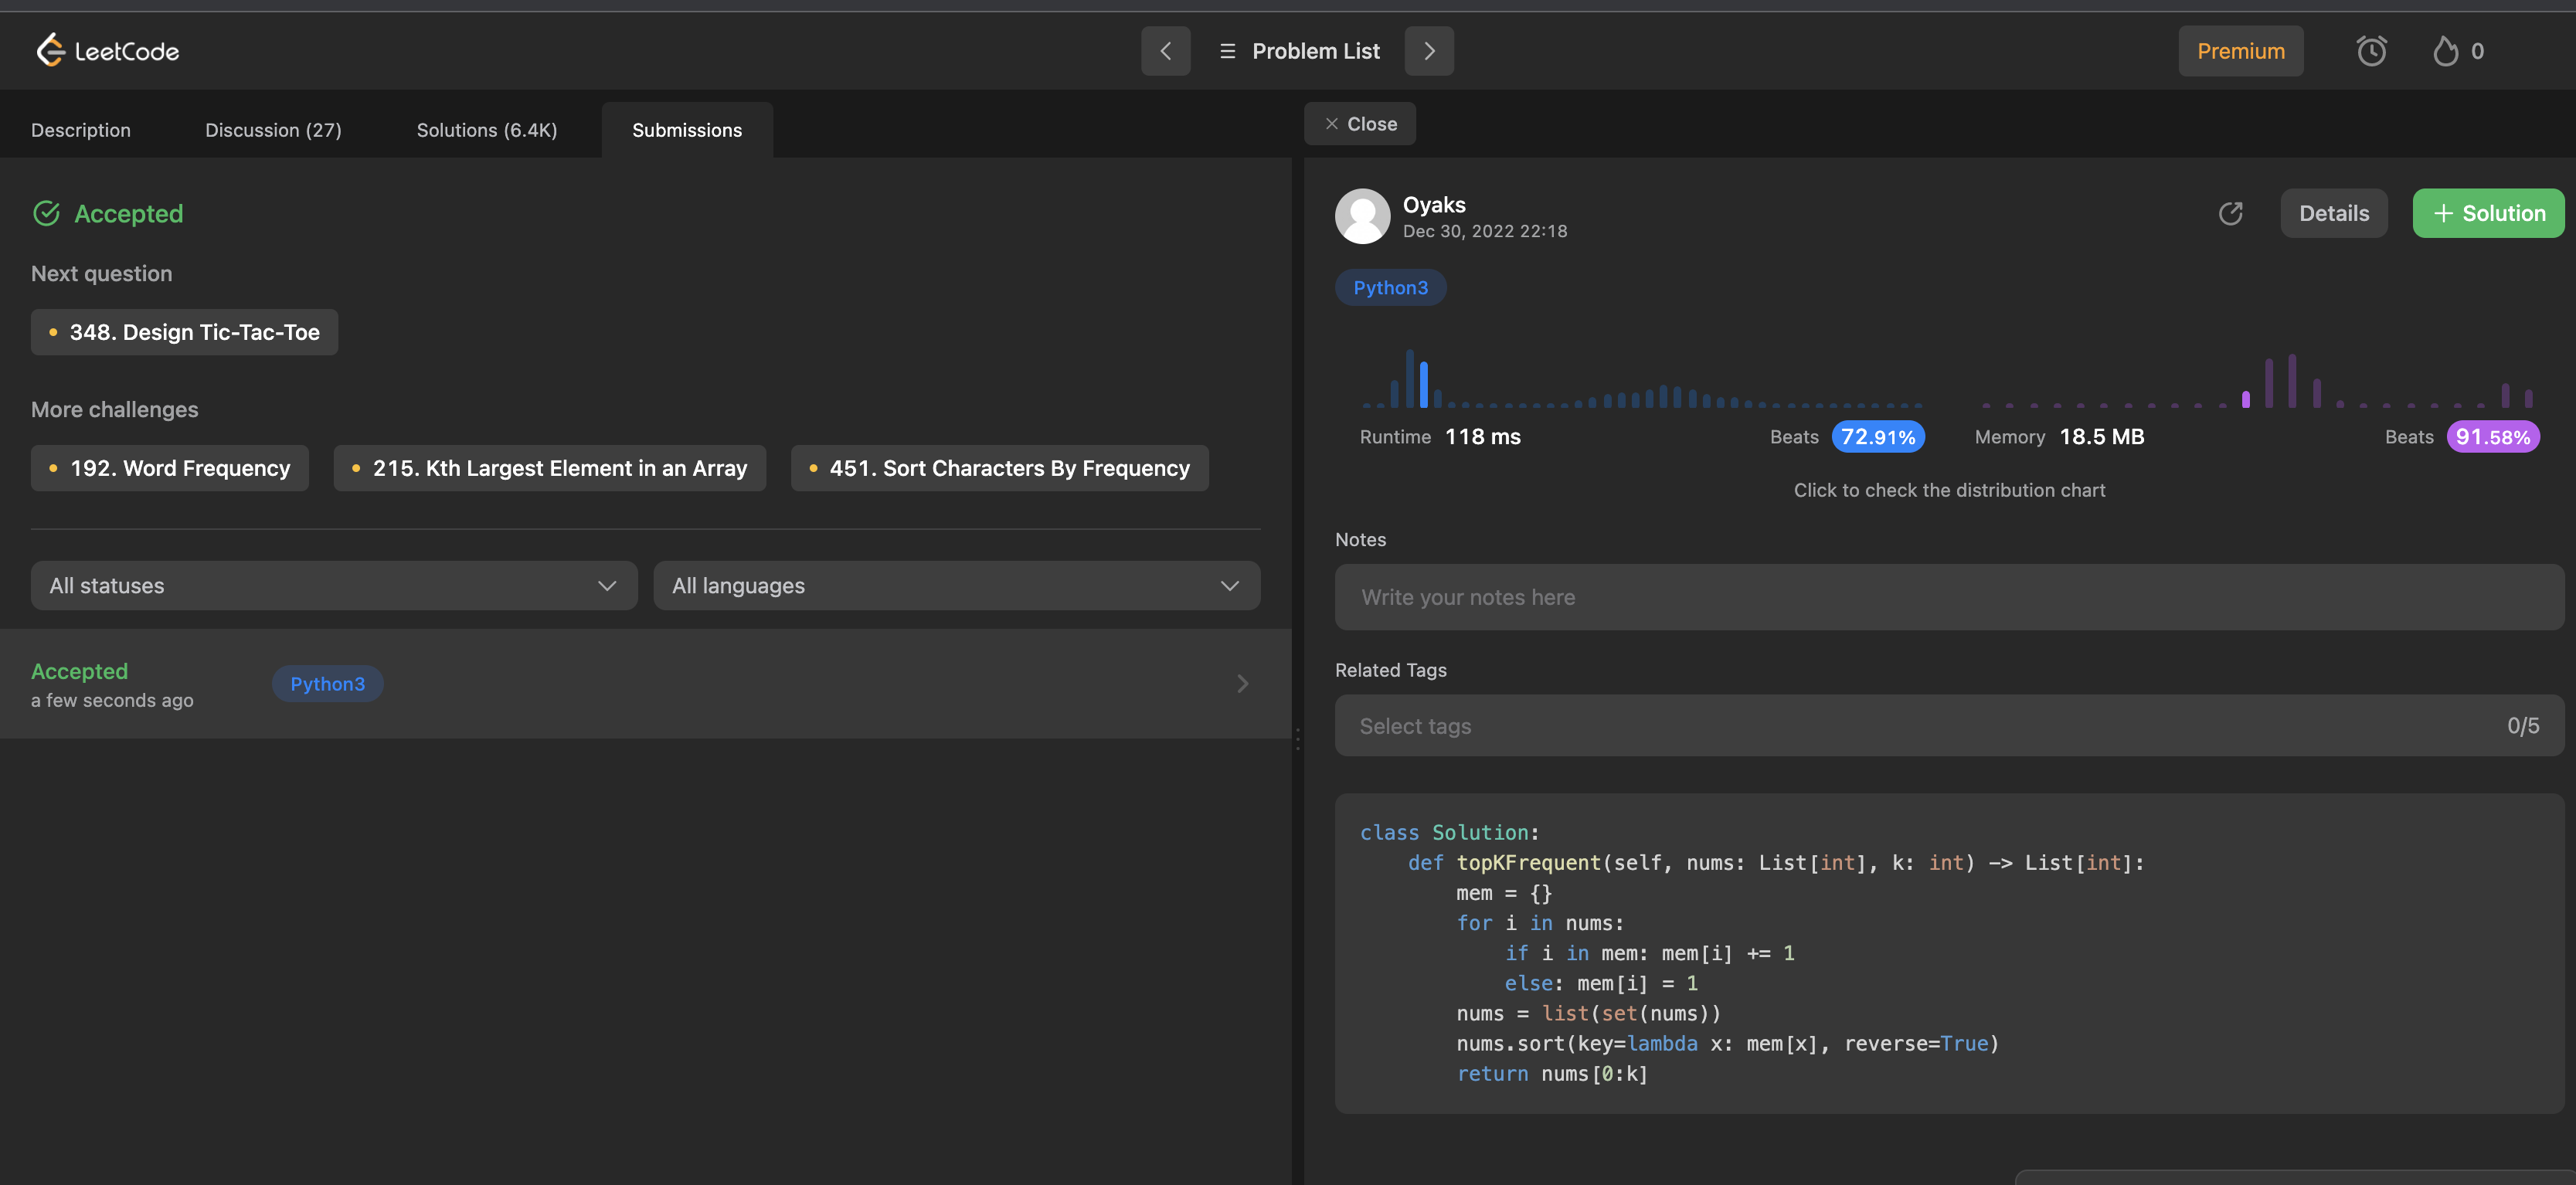 LeetCode
Problem List
Premium
0
Description
Discussion (27)
Solutions (6.4K)
Submissions
Close
Accepted
Next question
348. Design Tic-Tac-Toe
More challenges
192. Word Frequency
215. Kth Largest Element in an Array
451. Sort Characters By Frequency
All statuses
All languages
Accepted
a few seconds ago
Python3
Oyaks
Dec 30, 2022 22:18
Details
+ Solution
Python3
Runtime 118 ms
Beats 72.91%
Memory 18.5 MB
Beats 91.58%
Click to check the distribution chart
Notes
Write your notes here
Related Tags
Select tags
0/5
class Solution:
    def topKFrequent(self, nums: List[int], k: int) -> List[int]:
        mem = {}
        for i in nums:
            if i in mem: mem[i] += 1
            else: mem[i] = 1
        nums = list(set(nums))
        nums.sort(key=lambda x: mem[x], reverse=True)
        return nums[0:k]